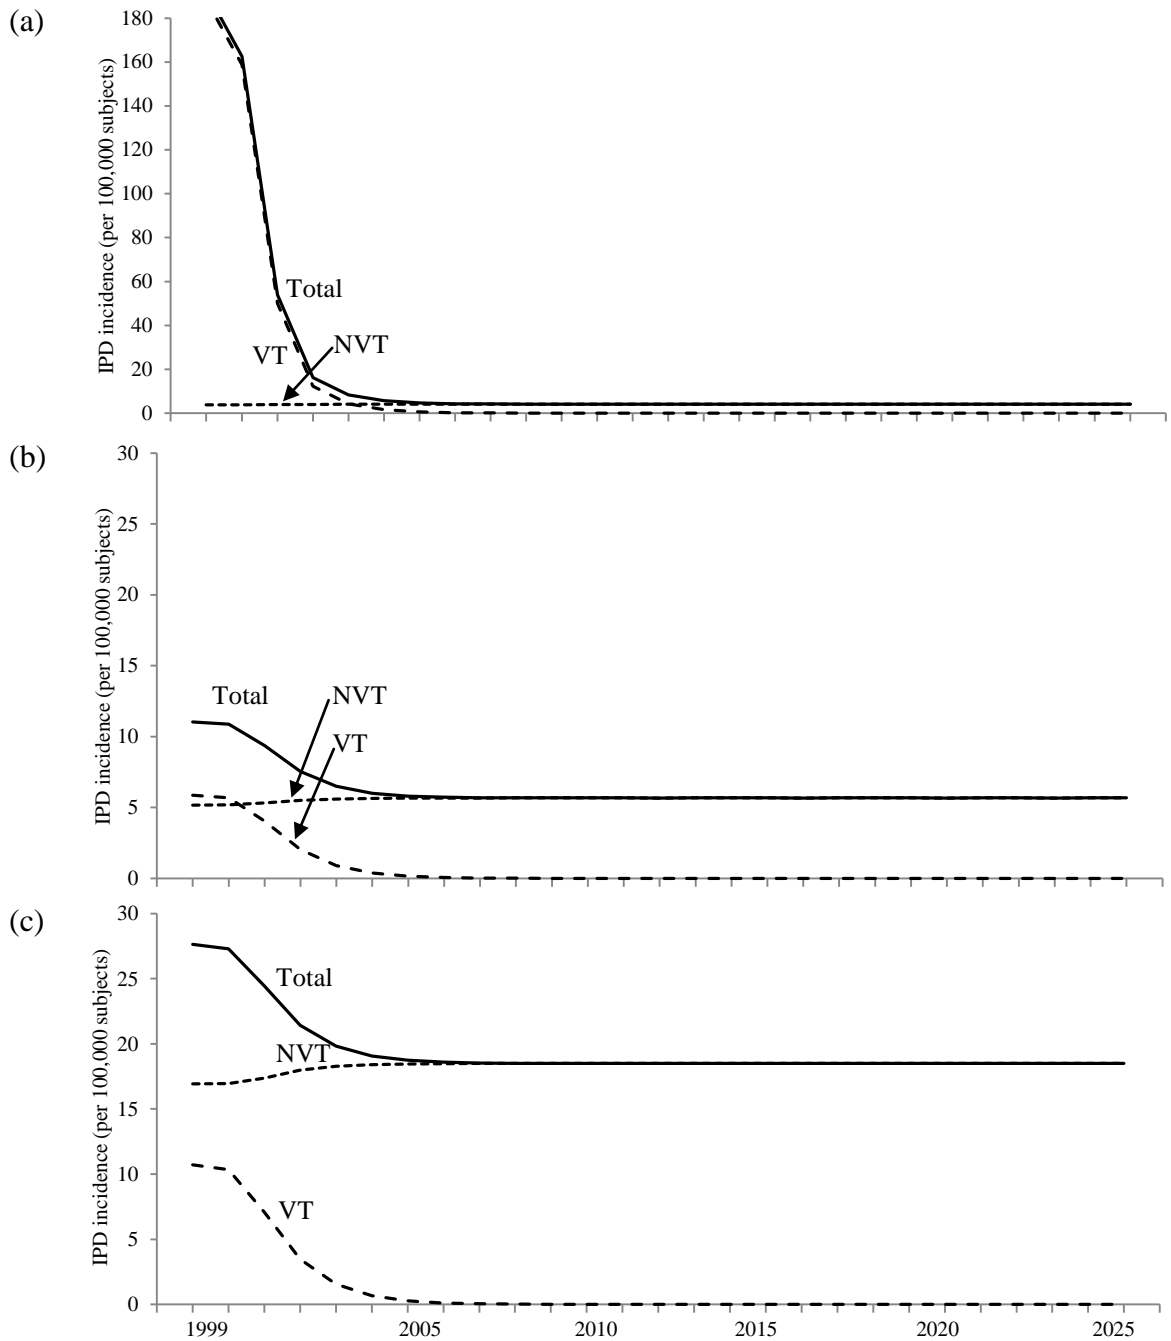 (a)
IPD incidence (per 100,000 subjects)
180
160
140
120
100
80
60
40
20
0
Total
VT
NVT
(b)
IPD incidence (per 100,000 subjects)
30
25
20
15
10
5
0
Total
NVT
VT
(c)
IPD incidence (per 100,000 subjects)
30
25
20
15
10
5
0
Total
NVT
VT
1999 2005 2010 2015 2020 2025